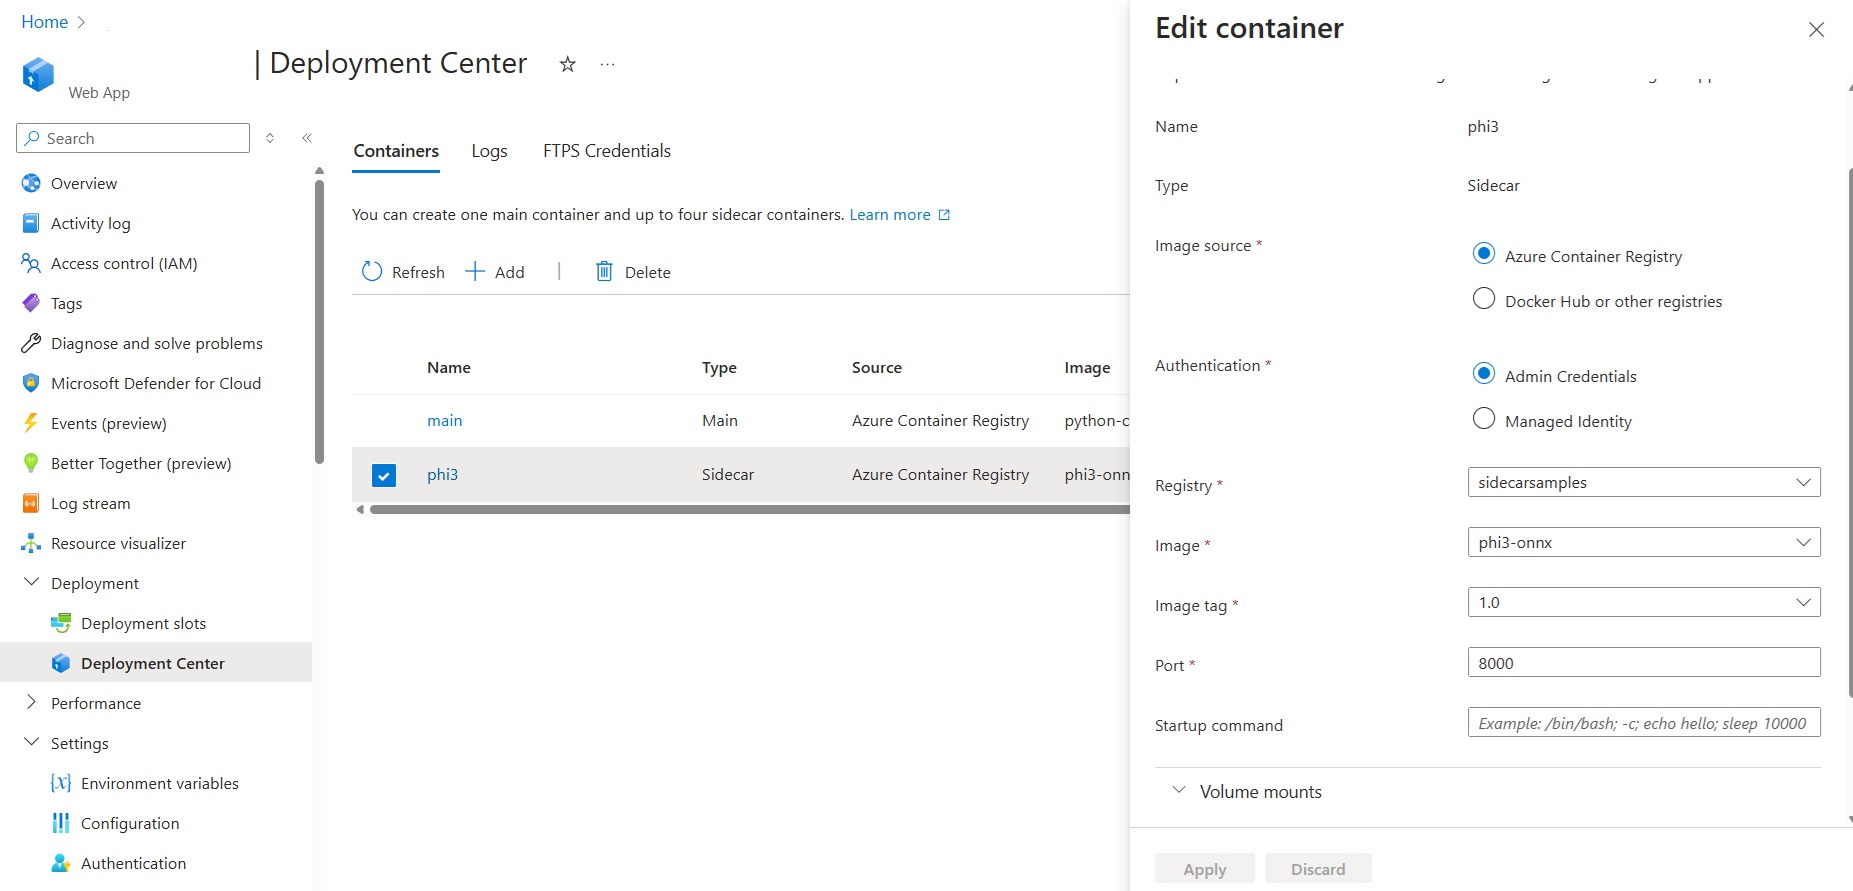 Home
| Deployment Center
Web App
Search
Overview
Activity log
Access control (IAM)
Tags
Diagnose and solve problems
Microsoft Defender for Cloud
Events (preview)
Better Together (preview)
Log stream
Resource visualizer
Deployment
Deployment slots
Deployment Center
Performance
Settings
Environment variables
Configuration
Authentication
Containers Logs FTPS Credentials
You can create one main container and up to four sidecar containers. Learn more
Refresh Add | Delete
Name Type Source Image
main Main Azure Container Registry python-c
phi3 Sidecar Azure Container Registry phi3-onn
Edit container
Name phi3
Type Sidecar
Image source * Azure Container Registry
Docker Hub or other registries
Authentication * Admin Credentials
Managed Identity
Registry * sidecarsamples
Image * phi3-onnx
Image tag * 1.0
Port * 8000
Startup command Example: /bin/bash; -c; echo hello; sleep 10000
Volume mounts
Apply Discard